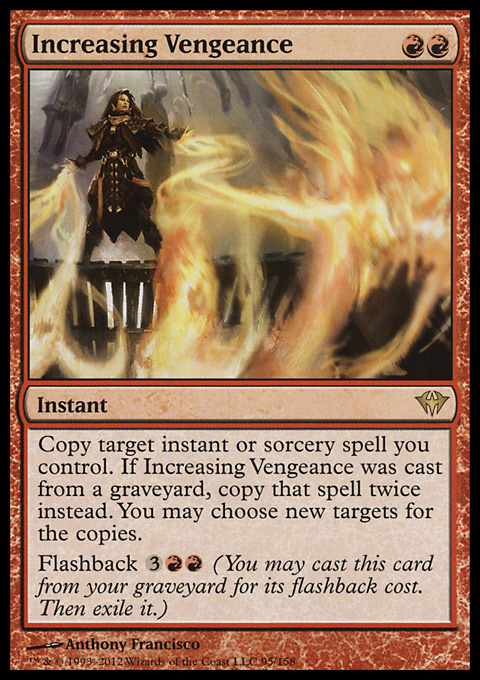 Increasing Vengeance
Instant
Copy target instant or sorcery spell you
control. If Increasing Vengeance was cast
from a graveyard, copy that spell twice
instead. You may choose new targets for
the copies.
Flashback 3 (You may cast this card
from your graveyard for its flashback cost.
Then exile it.)
Anthony Francisco
™ & © 1993–2012 Wizards of the Coast LLC 95/158